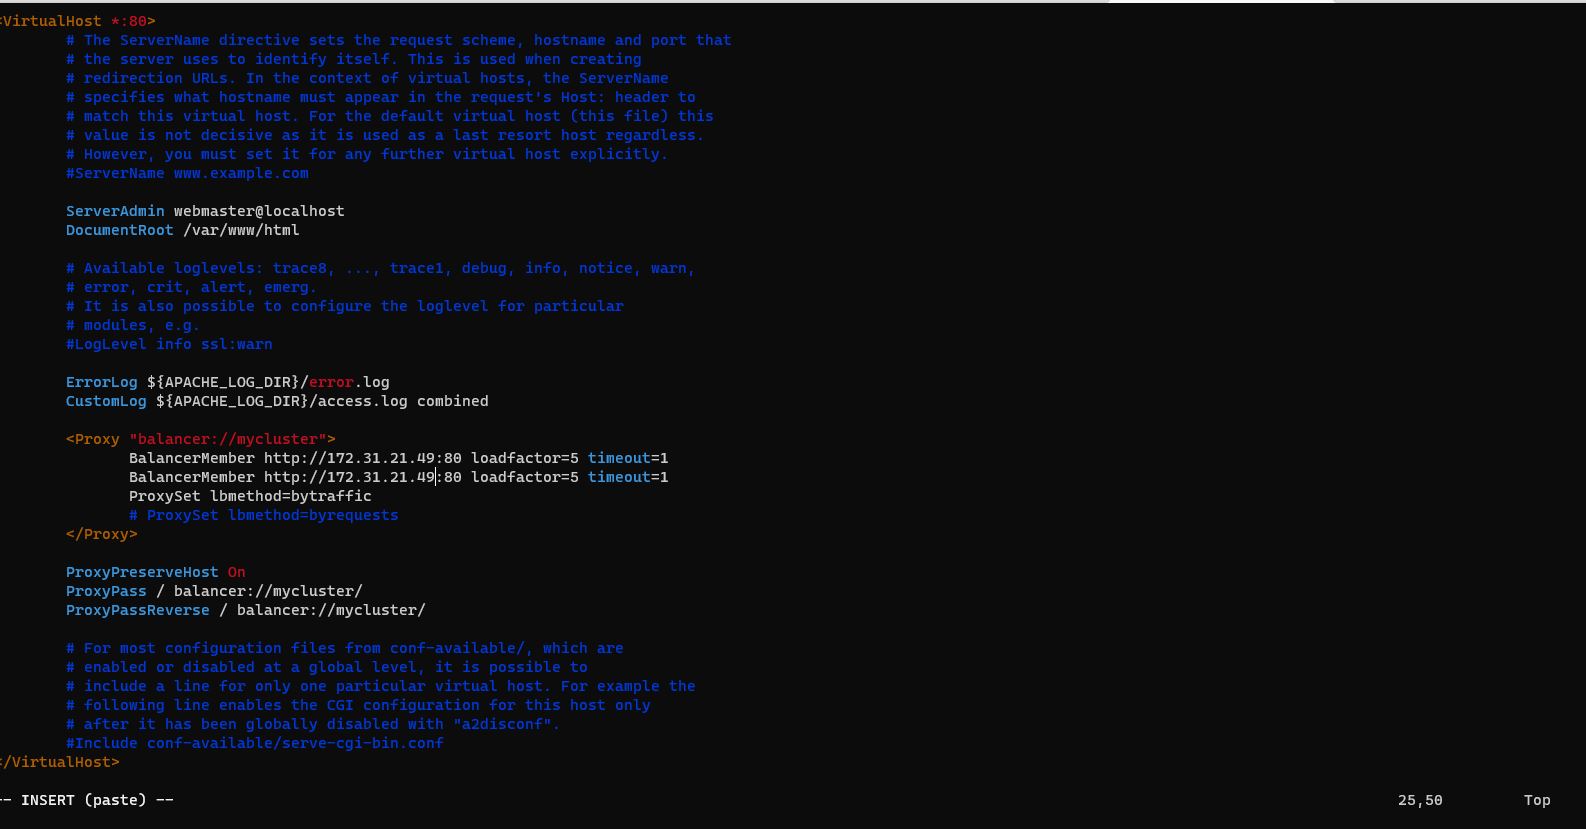 <VirtualHost *:80>
# The ServerName directive sets the request scheme, hostname and port that
# the server uses to identify itself. This is used when creating
# redirection URLs. In the context of virtual hosts, the ServerName
# specifies what hostname must appear in the request's Host: header to
# match this virtual host. For the default virtual host (this file) this
# value is not decisive as it is used as a last resort host regardless.
# However, you must set it for any further virtual host explicitly.
#ServerName www.example.com
ServerAdmin webmaster@localhost
DocumentRoot /var/www/html
# Available loglevels: trace8, ..., trace1, debug, info, notice, warn,
# error, crit, alert, emerg.
# It is also possible to configure the loglevel for particular
# modules, e.g.
#LogLevel info ssl:warn
ErrorLog ${APACHE_LOG_DIR}/error.log
CustomLog ${APACHE_LOG_DIR}/access.log combined
<Proxy "balancer://mycluster">
BalancerMember http://172.31.21.49:80 loadfactor=5 timeout=1
BalancerMember http://172.31.21.49:80 loadfactor=5 timeout=1
ProxySet lbmethod=bytraffic
# ProxySet lbmethod=byrequests
</Proxy>
ProxyPreserveHost On
ProxyPass / balancer://mycluster/
ProxyPassReverse / balancer://mycluster/
# For most configuration files from conf-available/, which are
# enabled or disabled at a global level, it is possible to
# include a line for only one particular virtual host. For example the
# following line enables the CGI configuration for this host only
# after it has been globally disabled with "a2disconf".
#Include conf-available/serve-cgi-bin.conf
</VirtualHost>
-- INSERT (paste) -- 25,50 Top